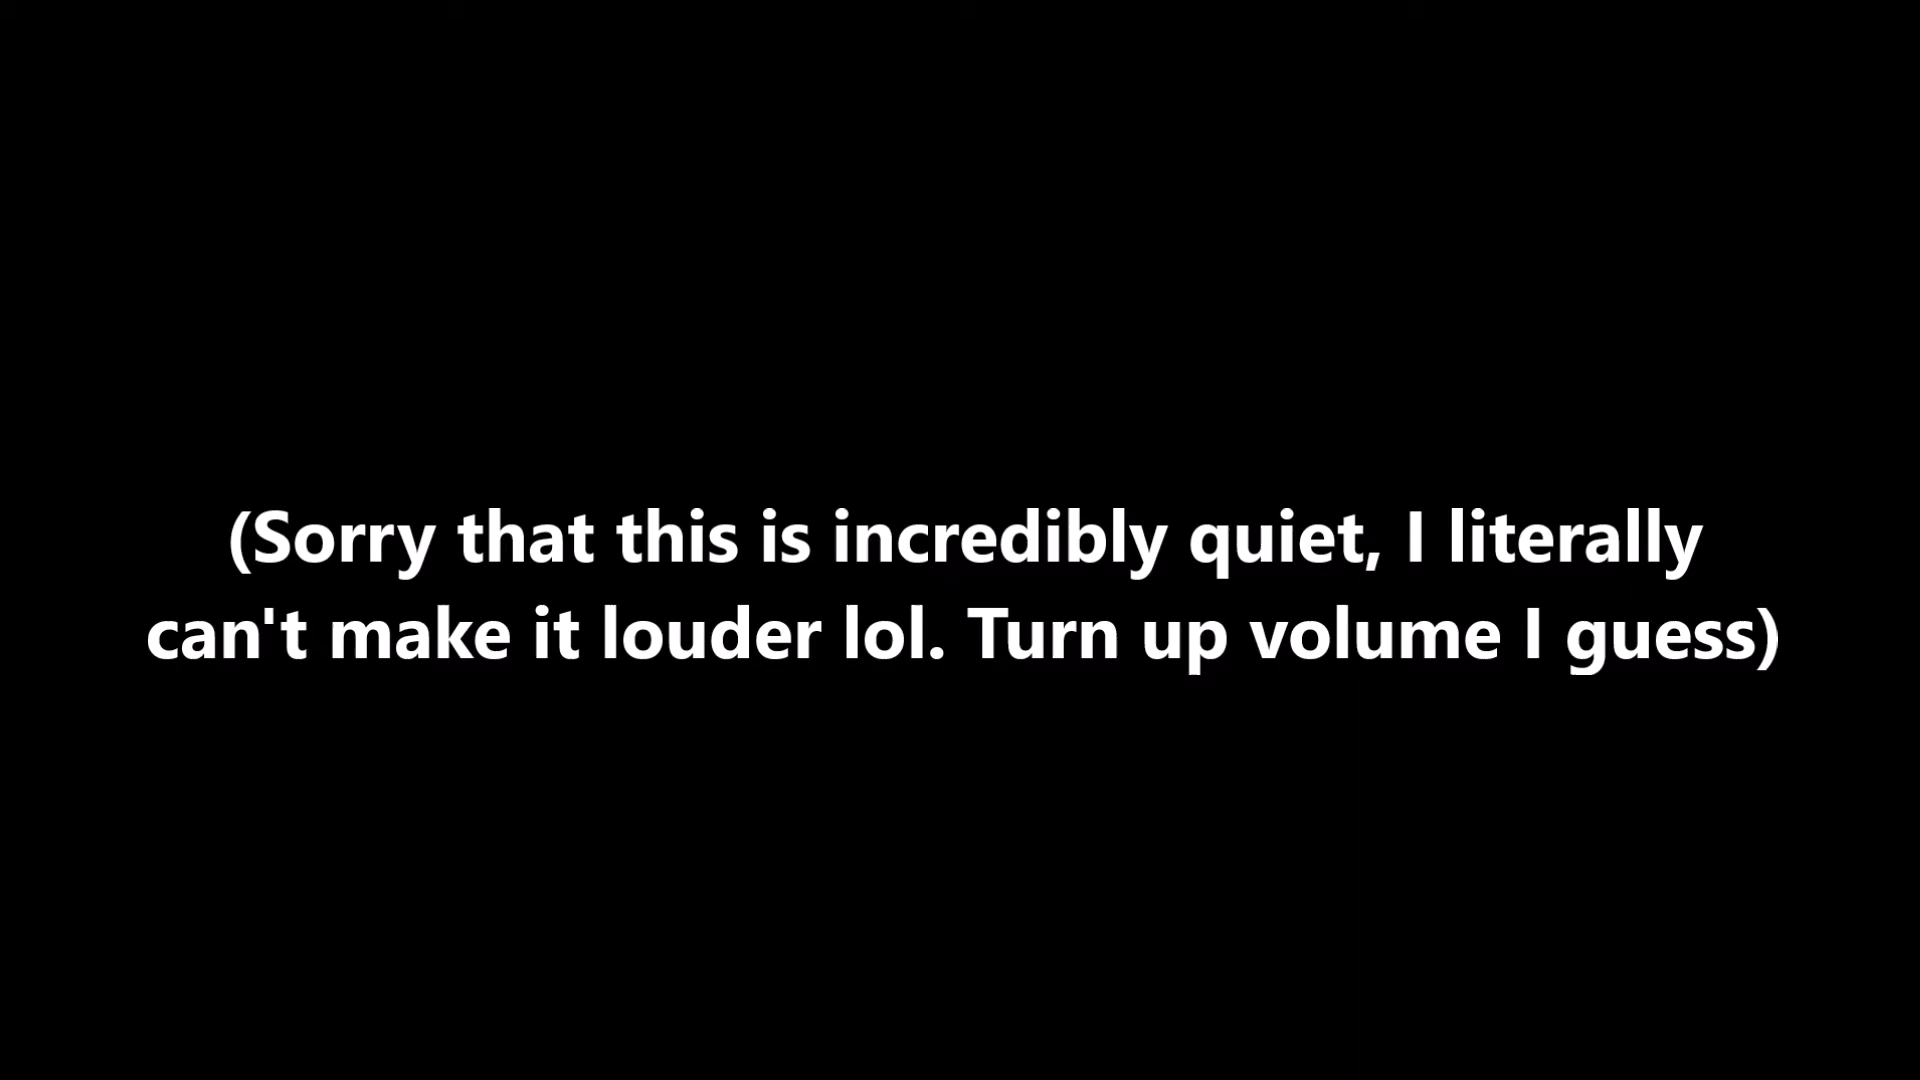 (Sorry that this is incredibly quiet, I literally
can't make it louder lol. Turn up volume I guess)